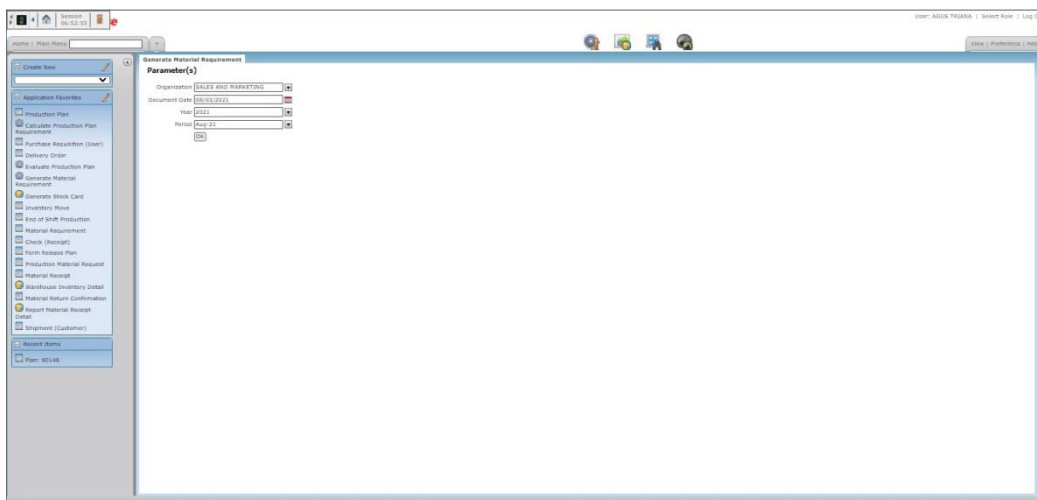 Session
06:52:55
e
User: AGUS TRIANA | Select Role | Log O
Home | Main Menu
View | Preference | Hel
Create New
Application Favorites
Production Plan
Calculate Production Plan
Requirement
Purchase Requisition (User)
Delivery Order
Evaluate Production Plan
Generate Material
Requirement
Generate Stock Card
Inventory Move
End of Shift Production
Material Requirement
Check (Receipt)
Form Release Plan
Production Material Request
Material Receipt
Warehouse Inventory Detail
Material Return Confirmation
Report Material Receipt
Detail
Shipment (Customer)
Recent Items
Plan: 80148
Generate Material Requirement
Parameter(s)
Organization SALES AND MARKETING
Document Date 08/03/2021
Year 2021
Period Aug-21
OK